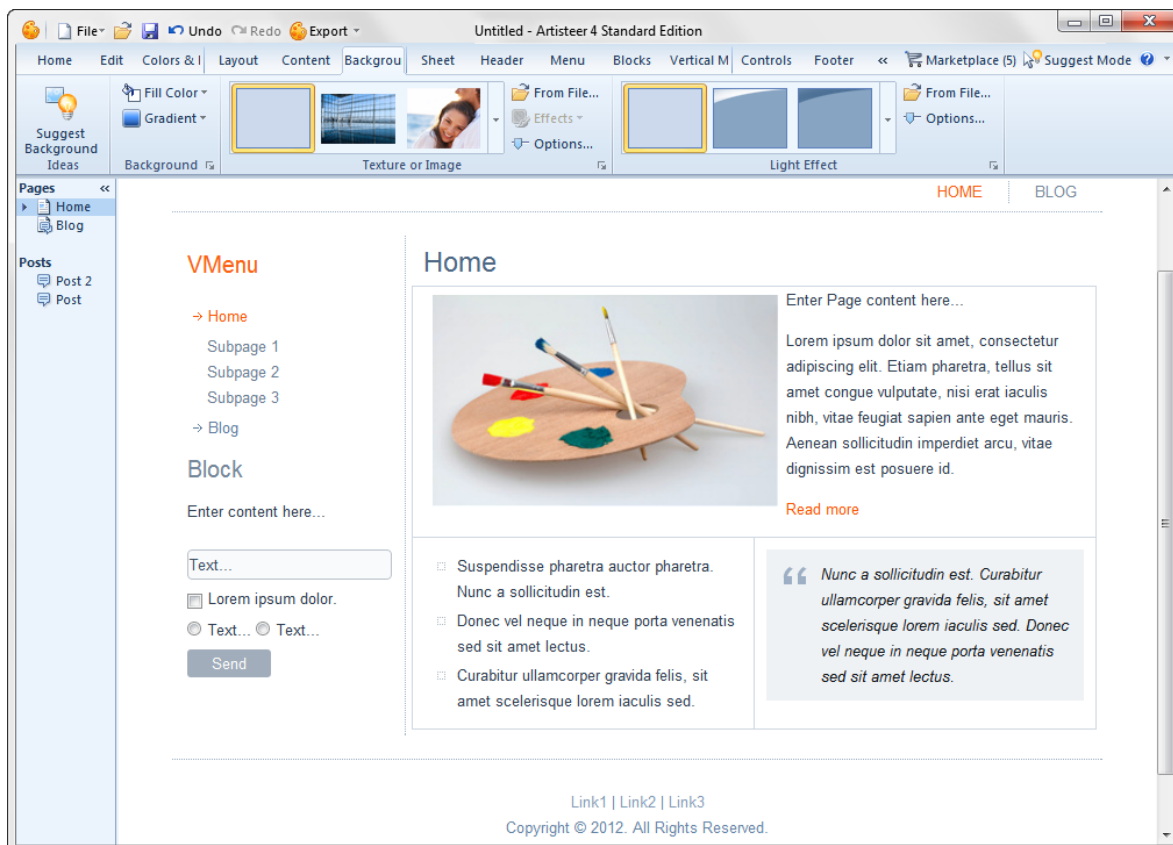 File Undo Redo Export Untitled - Artisteer 4 Standard Edition
Home Edit Colors & Layout Content Backgrou Sheet Header Menu Blocks Vertical M Controls Footer « Marketplace (5) Suggest Mode
Suggest Background Ideas
Fill Color
Gradient
Background
From File...
Effects
Options...
Texture or Image
From File...
Options...
Light Effect
Pages «
Home
Blog
Posts
Post 2
Post
HOME BLOG
VMenu
Home
Subpage 1
Subpage 2
Subpage 3
Blog
Block
Enter content here...
Text...
Lorem ipsum dolor.
Text... Text...
Send
Home
Enter Page content here...
Lorem ipsum dolor sit amet, consectetur
adipiscing elit. Etiam pharetra, tellus sit
amet congue vulputate, nisi erat iaculis
nibh, vitae feugiat sapien ante eget mauris.
Aenean sollicitudin imperdiet arcu, vitae
dignissim est posuere id.
Read more
Suspendisse pharetra auctor pharetra.
Nunc a sollicitudin est.
Donec vel neque in neque porta venenatis
sed sit amet lectus.
Curabitur ullamcorper gravida felis, sit
amet scelerisque lorem iaculis sed.
“ Nunc a sollicitudin est. Curabitur
ullamcorper gravida felis, sit amet
scelerisque lorem iaculis sed. Donec
vel neque in neque porta venenatis
sed sit amet lectus.
Link1 | Link2 | Link3
Copyright © 2012. All Rights Reserved.